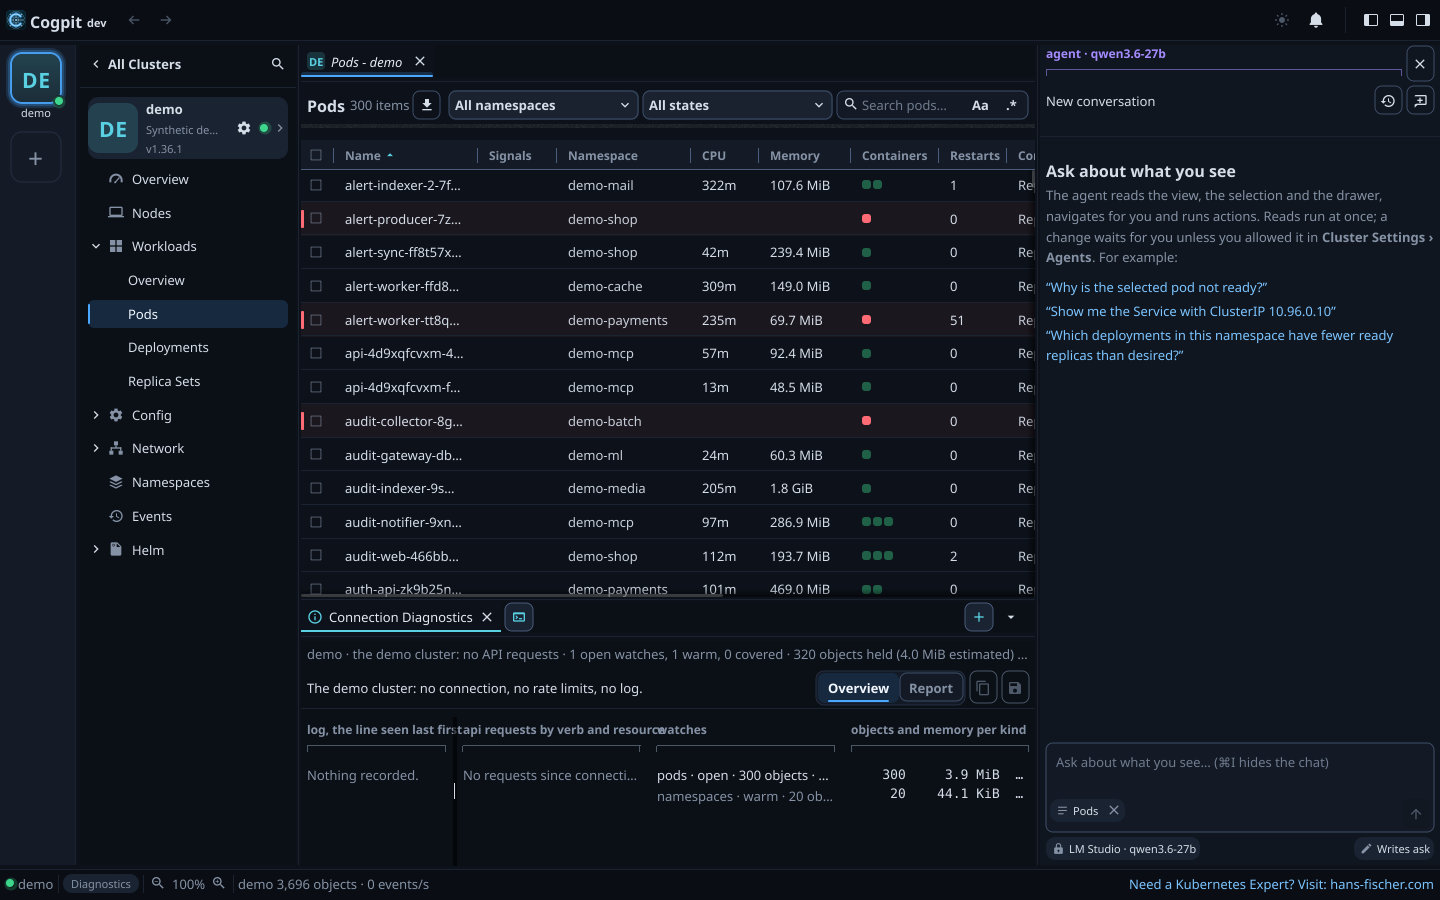 Cogpit dev
DE
demo
All Clusters
DE
demo
Synthetic de...
v1.36.1
Overview
Nodes
Workloads
Overview
Pods
Deployments
Replica Sets
Config
Network
Namespaces
Events
Helm
DE Pods - demo
Pods 300 items
All namespaces
All states
Search pods... Aa .*
Name Signals Namespace CPU Memory Containers Restarts Cor
alert-indexer-2-7f... demo-mail 322m 107.6 MiB 1 Re
alert-producer-7z... demo-shop 0 Re
alert-sync-ff8t57x... demo-shop 42m 239.4 MiB 0 Re
alert-worker-ffd8... demo-cache 309m 149.0 MiB 0 Re
alert-worker-tt8q... demo-payments 235m 69.7 MiB 51 Re
api-4d9xqfcvxm-4... demo-mcp 57m 92.4 MiB 0 Re
api-4d9xqfcvxm-f... demo-mcp 13m 48.5 MiB 0 Re
audit-collector-8g... demo-batch 0 Re
audit-gateway-db... demo-ml 24m 60.3 MiB 0 Re
audit-indexer-9s... demo-media 205m 1.8 GiB 0 Re
audit-notifier-9xn... demo-mcp 97m 286.9 MiB 0 Re
audit-web-466bb... demo-shop 112m 193.7 MiB 2 Re
auth-api-zk9b25n... demo-payments 101m 469.0 MiB 0 Re
Connection Diagnostics
demo · the demo cluster: no API requests · 1 open watches, 1 warm, 0 covered · 320 objects held (4.0 MiB estimated) ...
The demo cluster: no connection, no rate limits, no log.
Overview Report
log, the line seen last first api requests by verb and resource watches objects and memory per kind
Nothing recorded. No requests since connecti... pods · open · 300 objects · ... 300 3.9 MiB …
namespaces · warm · 20 ob... 20 44.1 KiB …
agent · qwen3.6-27b
New conversation
Ask about what you see
The agent reads the view, the selection and the drawer,
navigates for you and runs actions. Reads run at once; a
change waits for you unless you allowed it in Cluster Settings ›
Agents. For example:
“Why is the selected pod not ready?”
“Show me the Service with ClusterIP 10.96.0.10”
“Which deployments in this namespace have fewer ready
replicas than desired?”
Ask about what you see... (⌘I hides the chat)
Pods
LM Studio · qwen3.6-27b
Writes ask
demo Diagnostics 100% demo 3,696 objects · 0 events/s
Need a Kubernetes Expert? Visit: hans-fischer.com